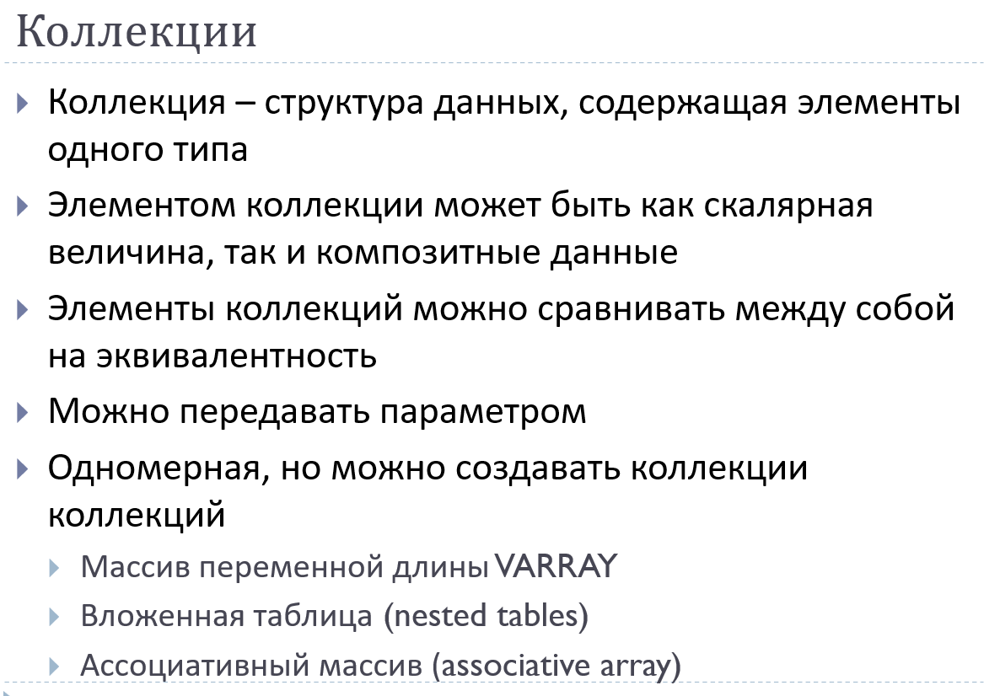 Коллекции
Коллекция – структура данных, содержащая элементы
одного типа
Элементом коллекции может быть как скалярная
величина, так и композитные данные
Элементы коллекций можно сравнивать между собой
на эквивалентность
Можно передавать параметром
Одномерная, но можно создавать коллекции
коллекций
Массив переменной длины VARRAY
Вложенная таблица (nested tables)
Ассоциативный массив (associative array)